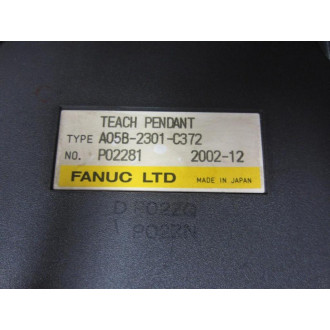 TEACH PENDANT
TYPE A05B-2301-C372
NO. P02281 2002-12
FANUC LTD MADE IN JAPAN